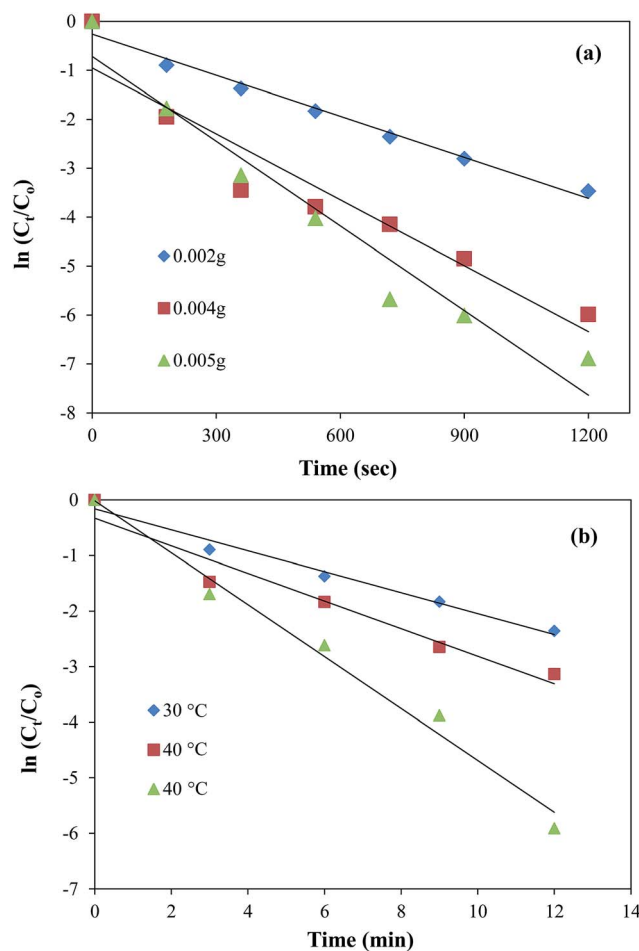 (a)
0
-1
-2
-3
-4
-5
-6
-7
-8
ln (Ct/Co)
0.002g
0.004g
0.005g
0 300 600 900 1200
Time (sec)
(b)
0
-1
-2
-3
-4
-5
-6
-7
ln (Ct/Co)
30 °C
40 °C
40 °C
0 2 4 6 8 10 12 14
Time (min)